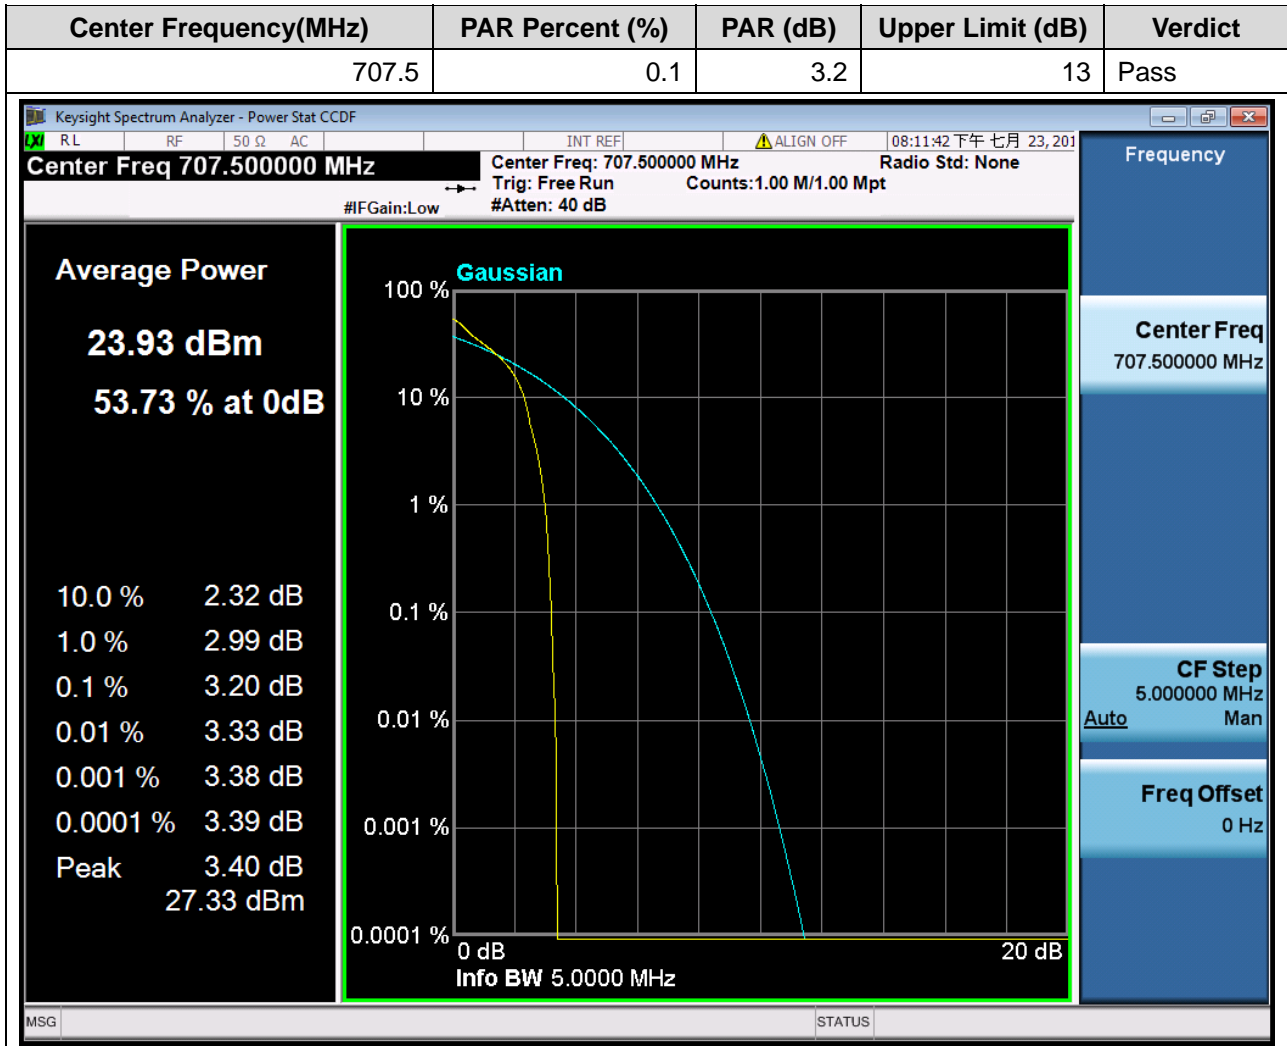 Center Frequency(MHz) PAR Percent (%) PAR (dB) Upper Limit (dB) Verdict
707.5 0.1 3.2 13 Pass
Keysight Spectrum Analyzer - Power Stat CCDF
LXI RL RF 50 Ω AC INT REF ALIGN OFF 08:11:42 下午 七月 23, 201
Center Freq 707.500000 MHz
#IFGain:Low
Center Freq: 707.500000 MHz
Trig: Free Run Counts:1.00 M/1.00 Mpt
#Atten: 40 dB
Radio Std: None
Average Power
23.93 dBm
53.73 % at 0dB
10.0 % 2.32 dB
1.0 % 2.99 dB
0.1 % 3.20 dB
0.01 % 3.33 dB
0.001 % 3.38 dB
0.0001 % 3.39 dB
Peak 3.40 dB
27.33 dBm
Gaussian
100 %
10 %
1 %
0.1 %
0.01 %
0.001 %
0.0001 %
0 dB 20 dB
Info BW 5.0000 MHz
Frequency
Center Freq
707.500000 MHz
CF Step
5.000000 MHz
Auto Man
Freq Offset
0 Hz
MSG STATUS